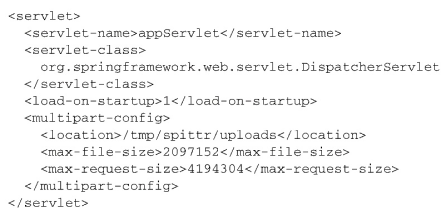 <servlet>
  <servlet-name>appServlet</servlet-name>
  <servlet-class>
    org.springframework.web.servlet.DispatcherServlet
  </servlet-class>
  <load-on-startup>1</load-on-startup>
  <multipart-config>
    <location>/tmp/spittr/uploads</location>
    <max-file-size>2097152</max-file-size>
    <max-request-size>4194304</max-request-size>
  </multipart-config>
</servlet>